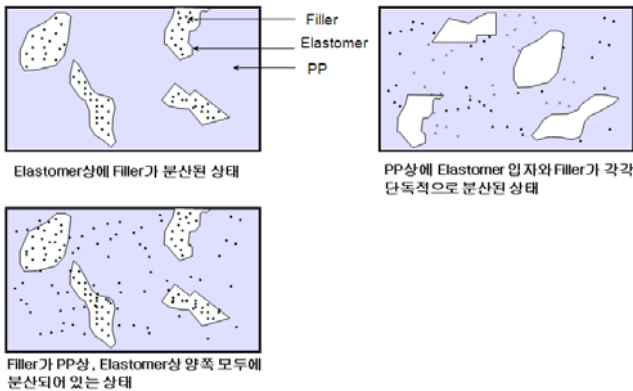 Filler
Elastomer
PP
Elastomer상에 Filler가 분산된 상태
PP상에 Elastomer 입자와 Filler가 각각
단독적으로 분산된 상태
Filler가 PP상, Elastomer상 양쪽 모두에
분산되어 있는 상태